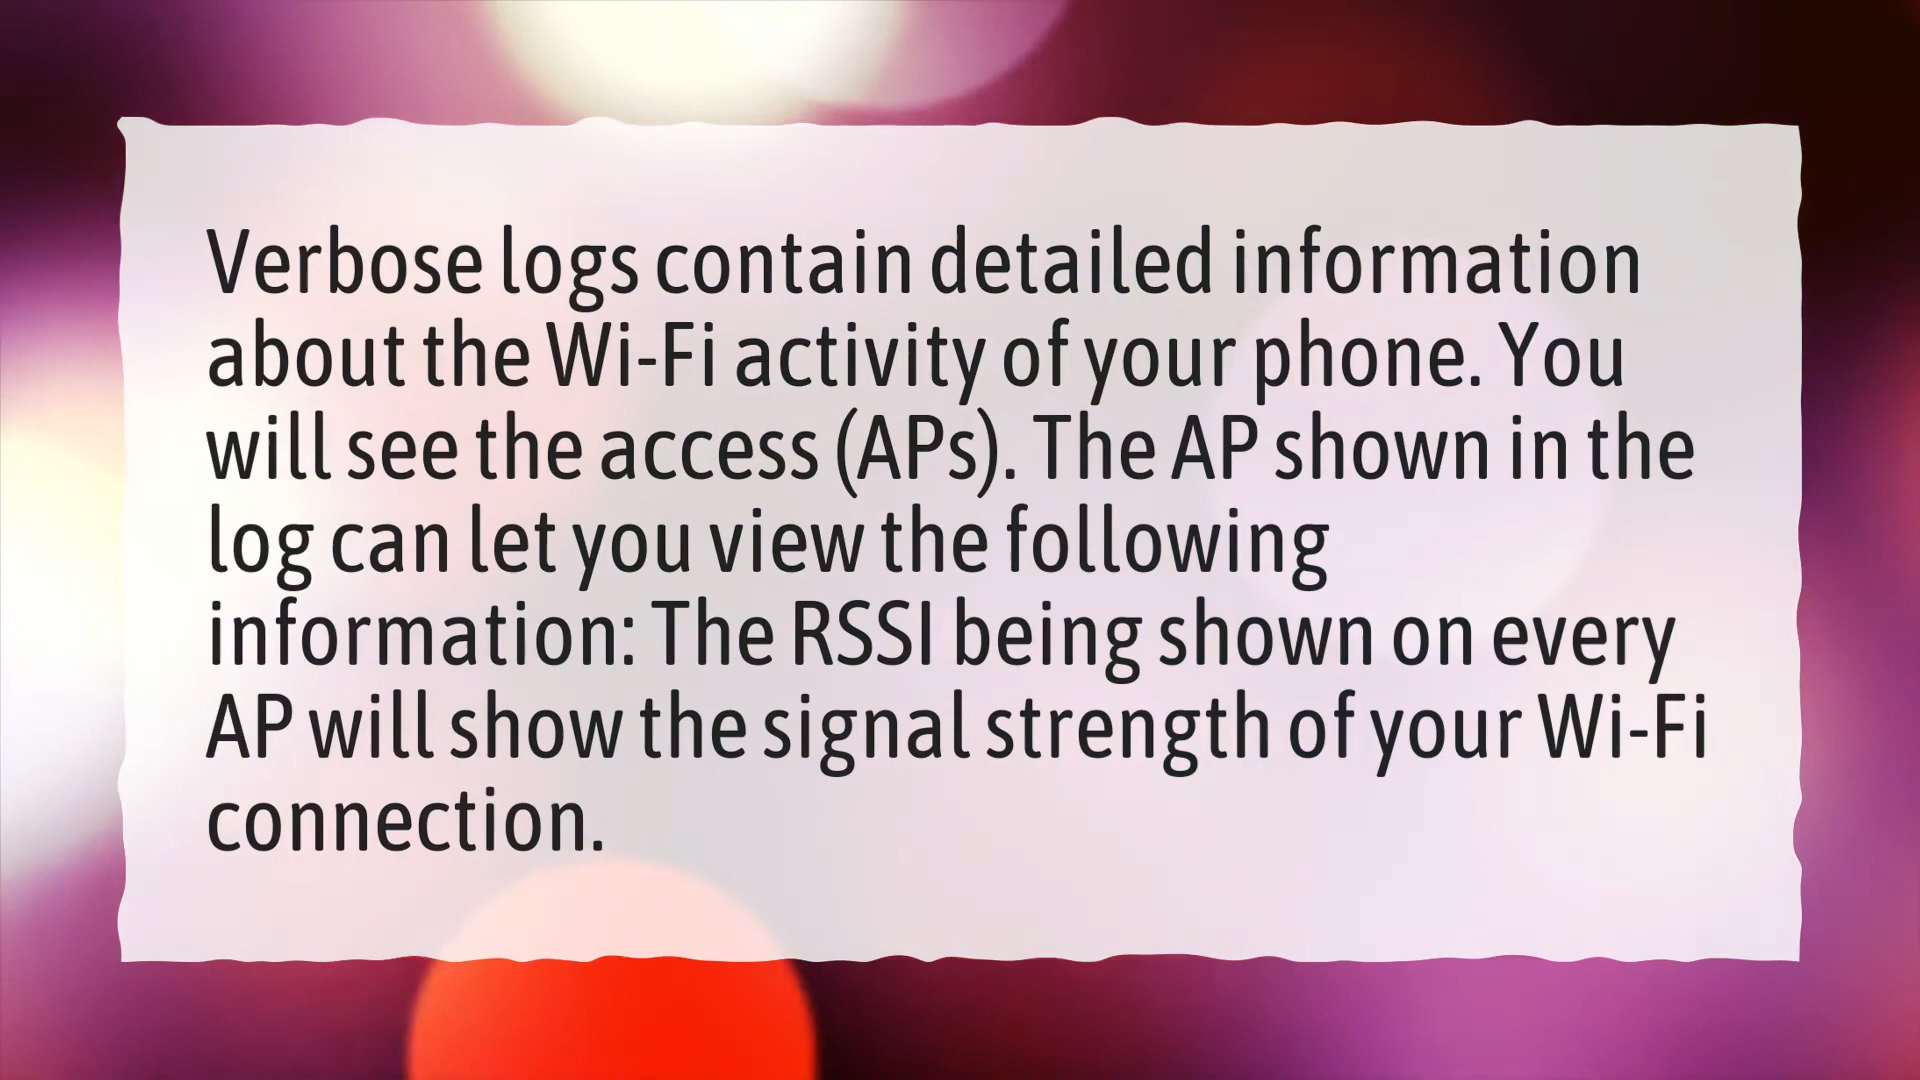 Verbose logs contain detailed information
about the Wi-Fi activity of your phone. You
will see the access (APs). The AP shown in the
log can let you view the following
information: The RSSI being shown on every
AP will show the signal strength of your Wi-Fi
connection.